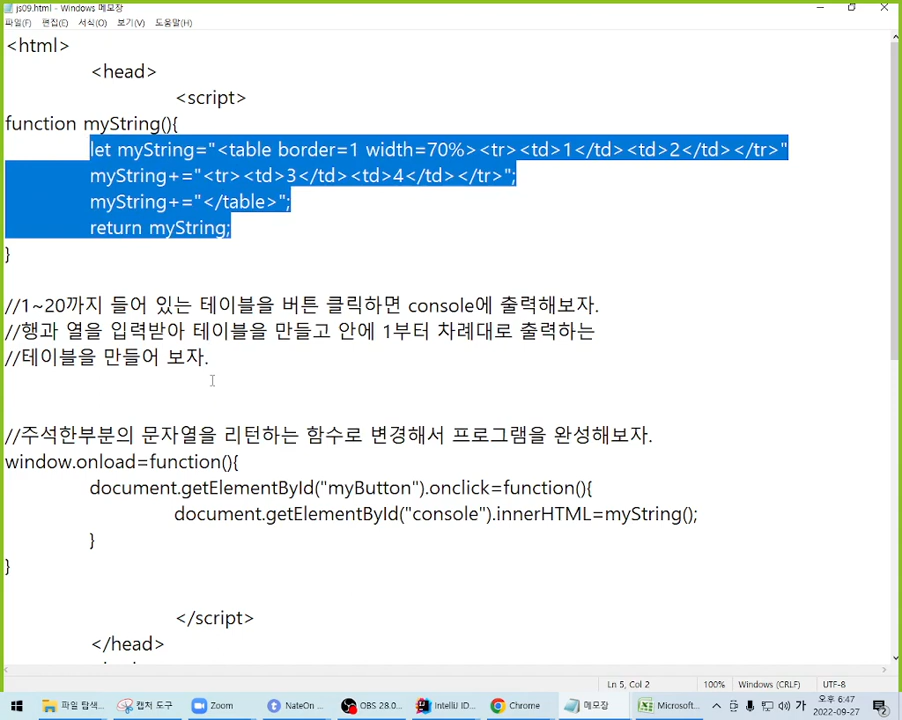 js09.html - Windows 메모장
파일(F) 편집(E) 서식(O) 보기(V) 도움말(H)
<html>
<head>
<script>
function myString(){
let myString="<table border=1 width=70%><tr><td>1</td><td>2</td></tr>"
myString+="<tr><td>3</td><td>4</td></tr>";
myString+="</table>";
return myString;
}
//1~20까지 들어 있는 테이블을 버튼 클릭하면 console에 출력해보자.
//행과 열을 입력받아 테이블을 만들고 안에 1부터 차례대로 출력하는
//테이블을 만들어 보자.
//주석한부분의 문자열을 리턴하는 함수로 변경해서 프로그램을 완성해보자.
window.onload=function(){
document.getElementById("myButton").onclick=function(){
document.getElementById("console").innerHTML=myString();
}
}
</script>
</head>
Ln 5, Col 2 100% Windows (CRLF) UTF-8
파일 탐색... 캡처 도구 Zoom NateOn ... OBS 28.0... IntelliJ ID... Chrome 메모장 Microsoft... 가 오후 6:47
2022-09-27